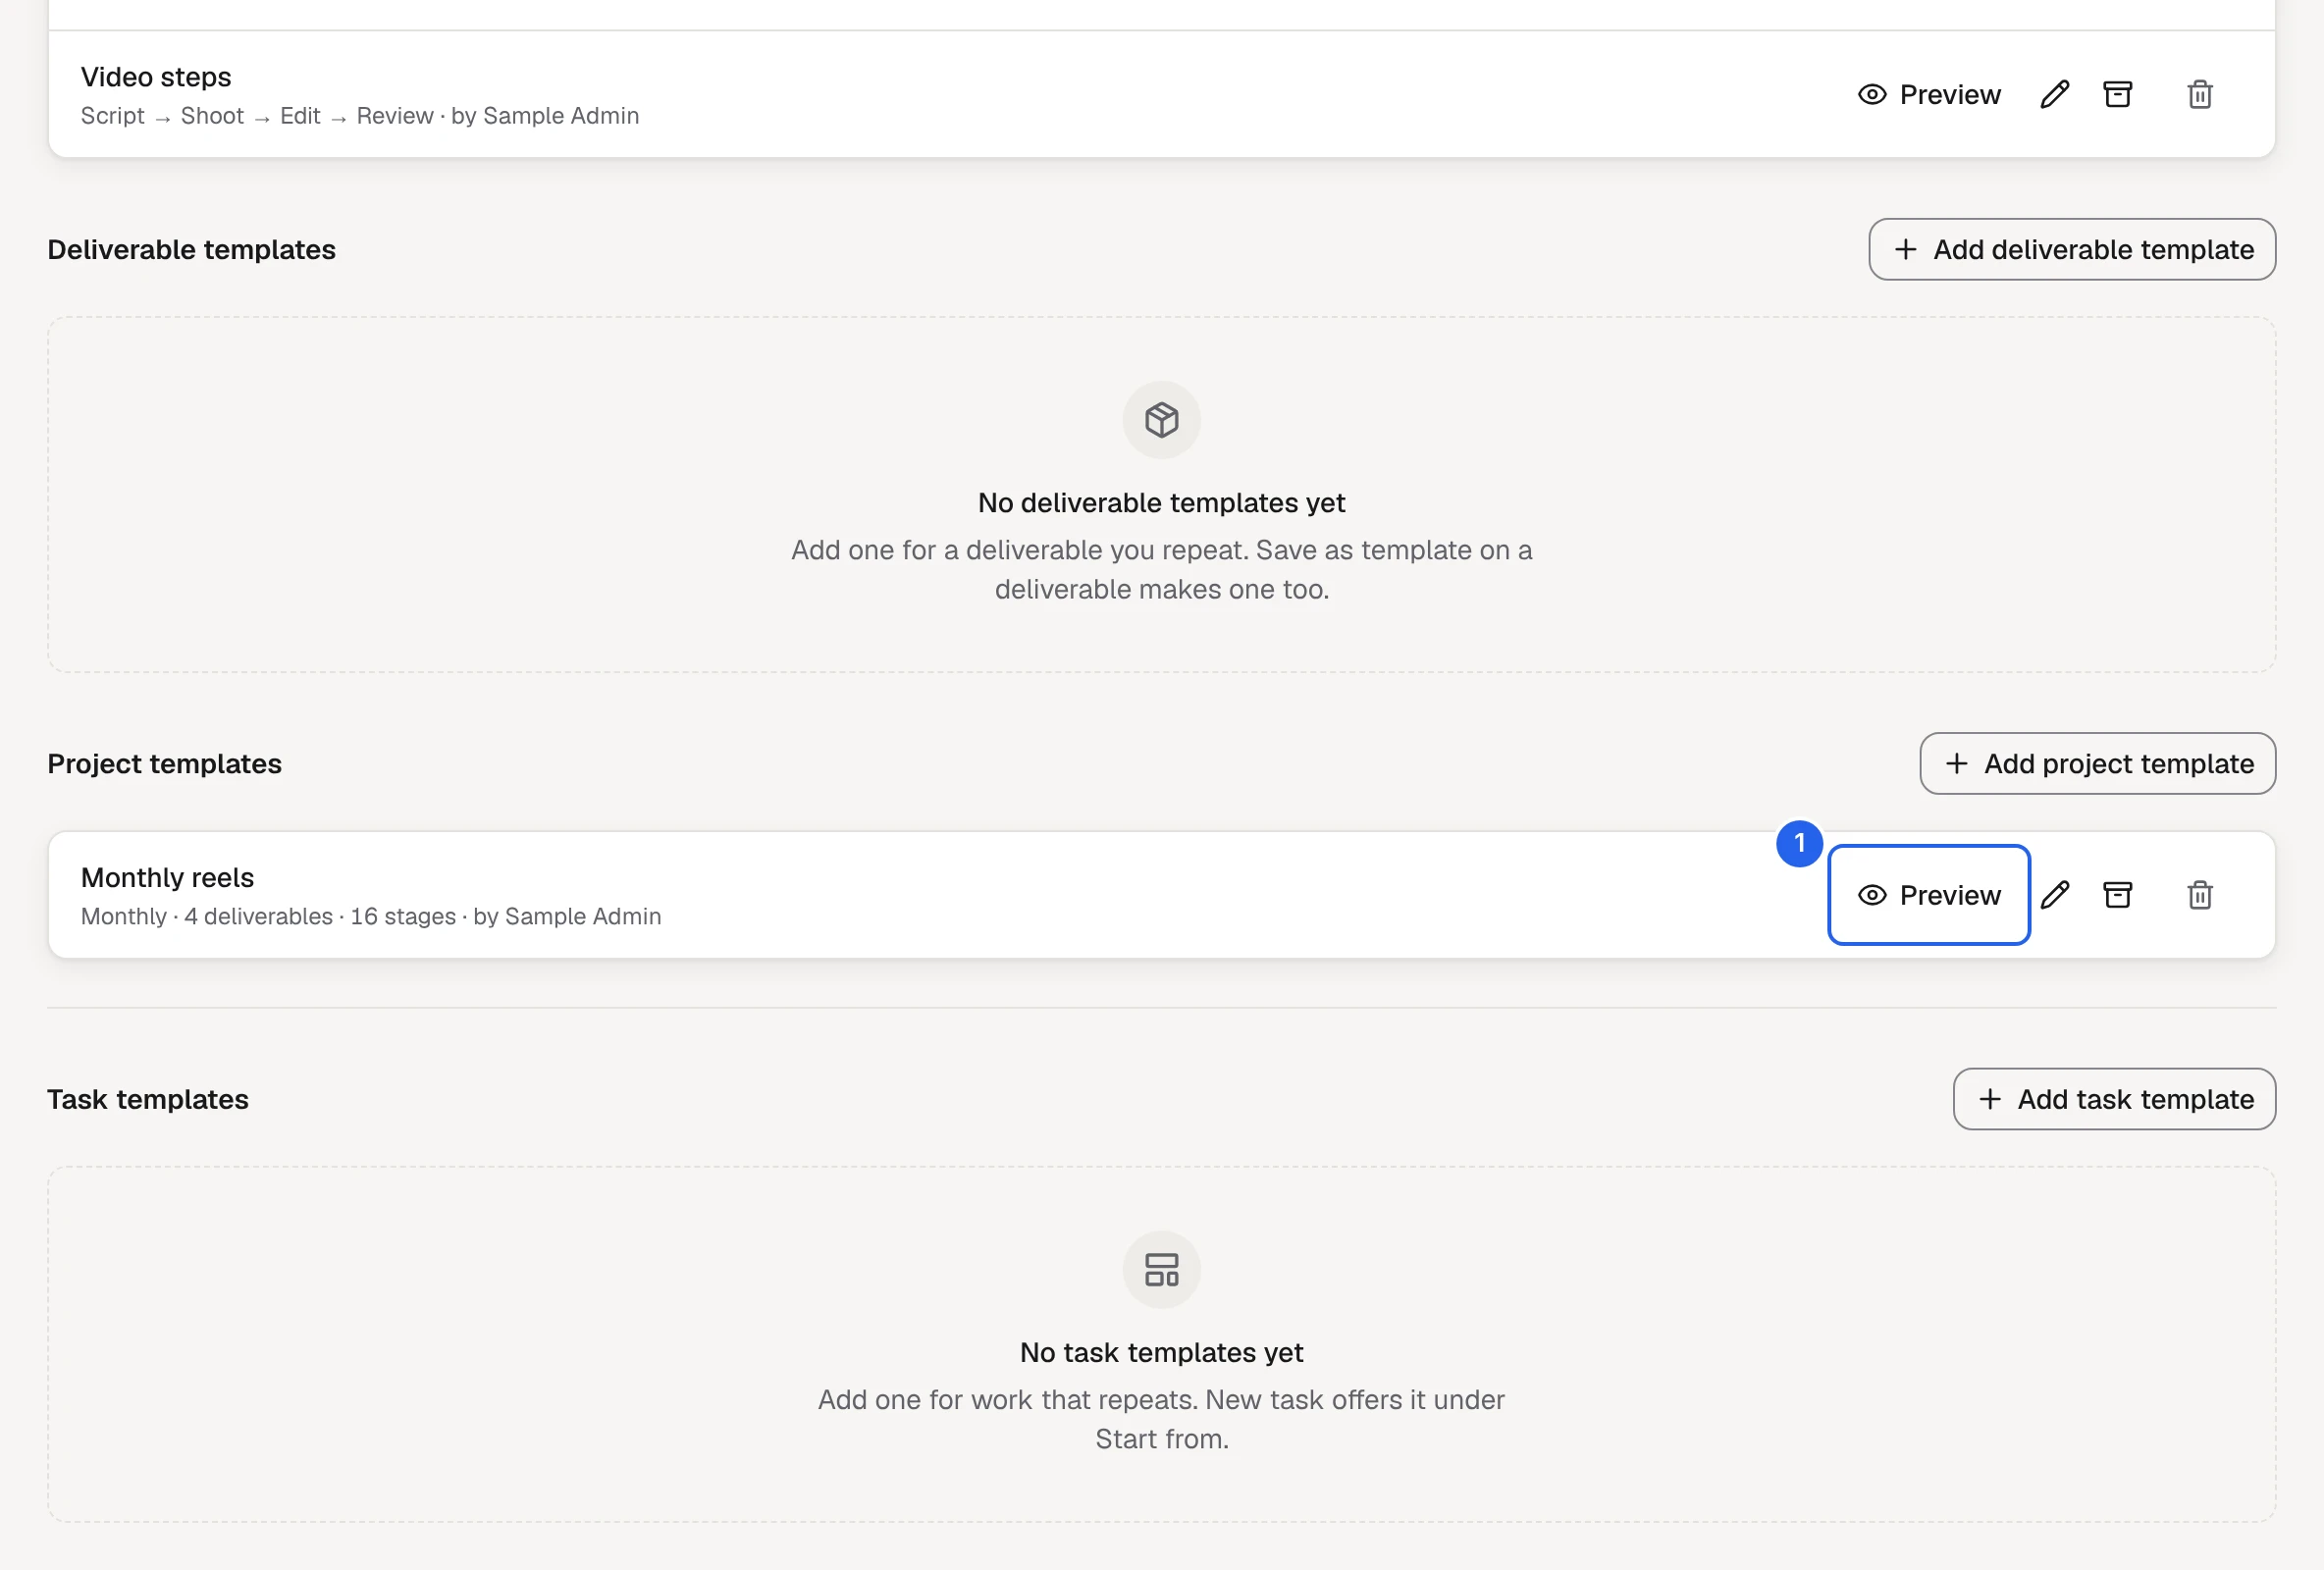 Video steps
Script → Shoot → Edit → Review · by Sample Admin
Preview
Deliverable templates
Add deliverable template
No deliverable templates yet
Add one for a deliverable you repeat. Save as template on a
deliverable makes one too.
Project templates
Add project template
1
Monthly reels
Monthly · 4 deliverables · 16 stages · by Sample Admin
Preview
Task templates
Add task template
No task templates yet
Add one for work that repeats. New task offers it under
Start from.